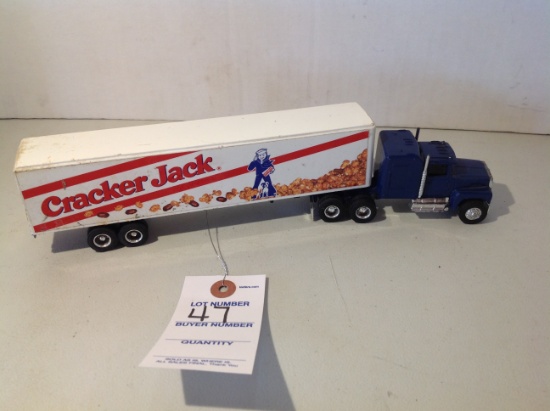 Cracker Jack®
LOT NUMBER
47
BUYER NUMBER
QUANTITY